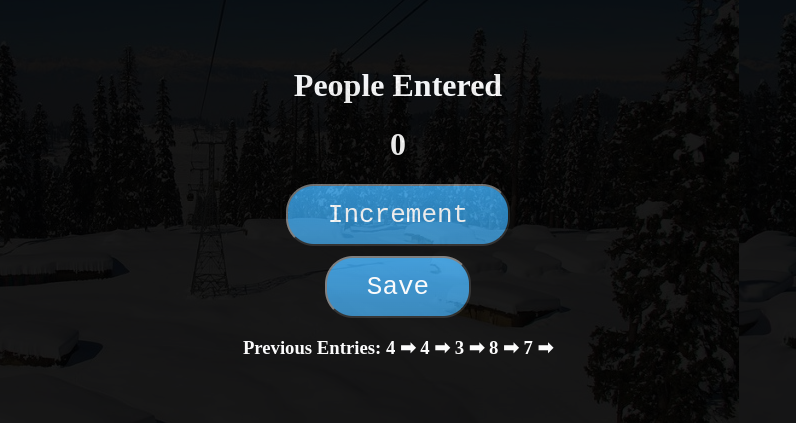 People Entered
0
Increment
Save
Previous Entries: 4 ➡ 4 ➡ 3 ➡ 8 ➡ 7 ➡